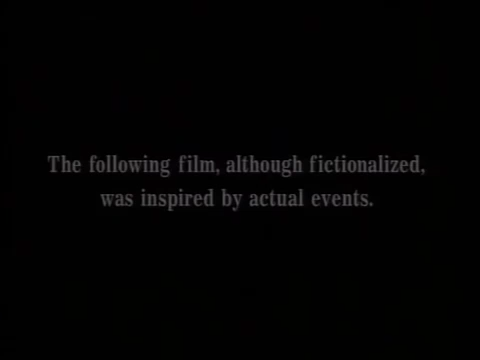 The following film, although fictionalized,
was inspired by actual events.